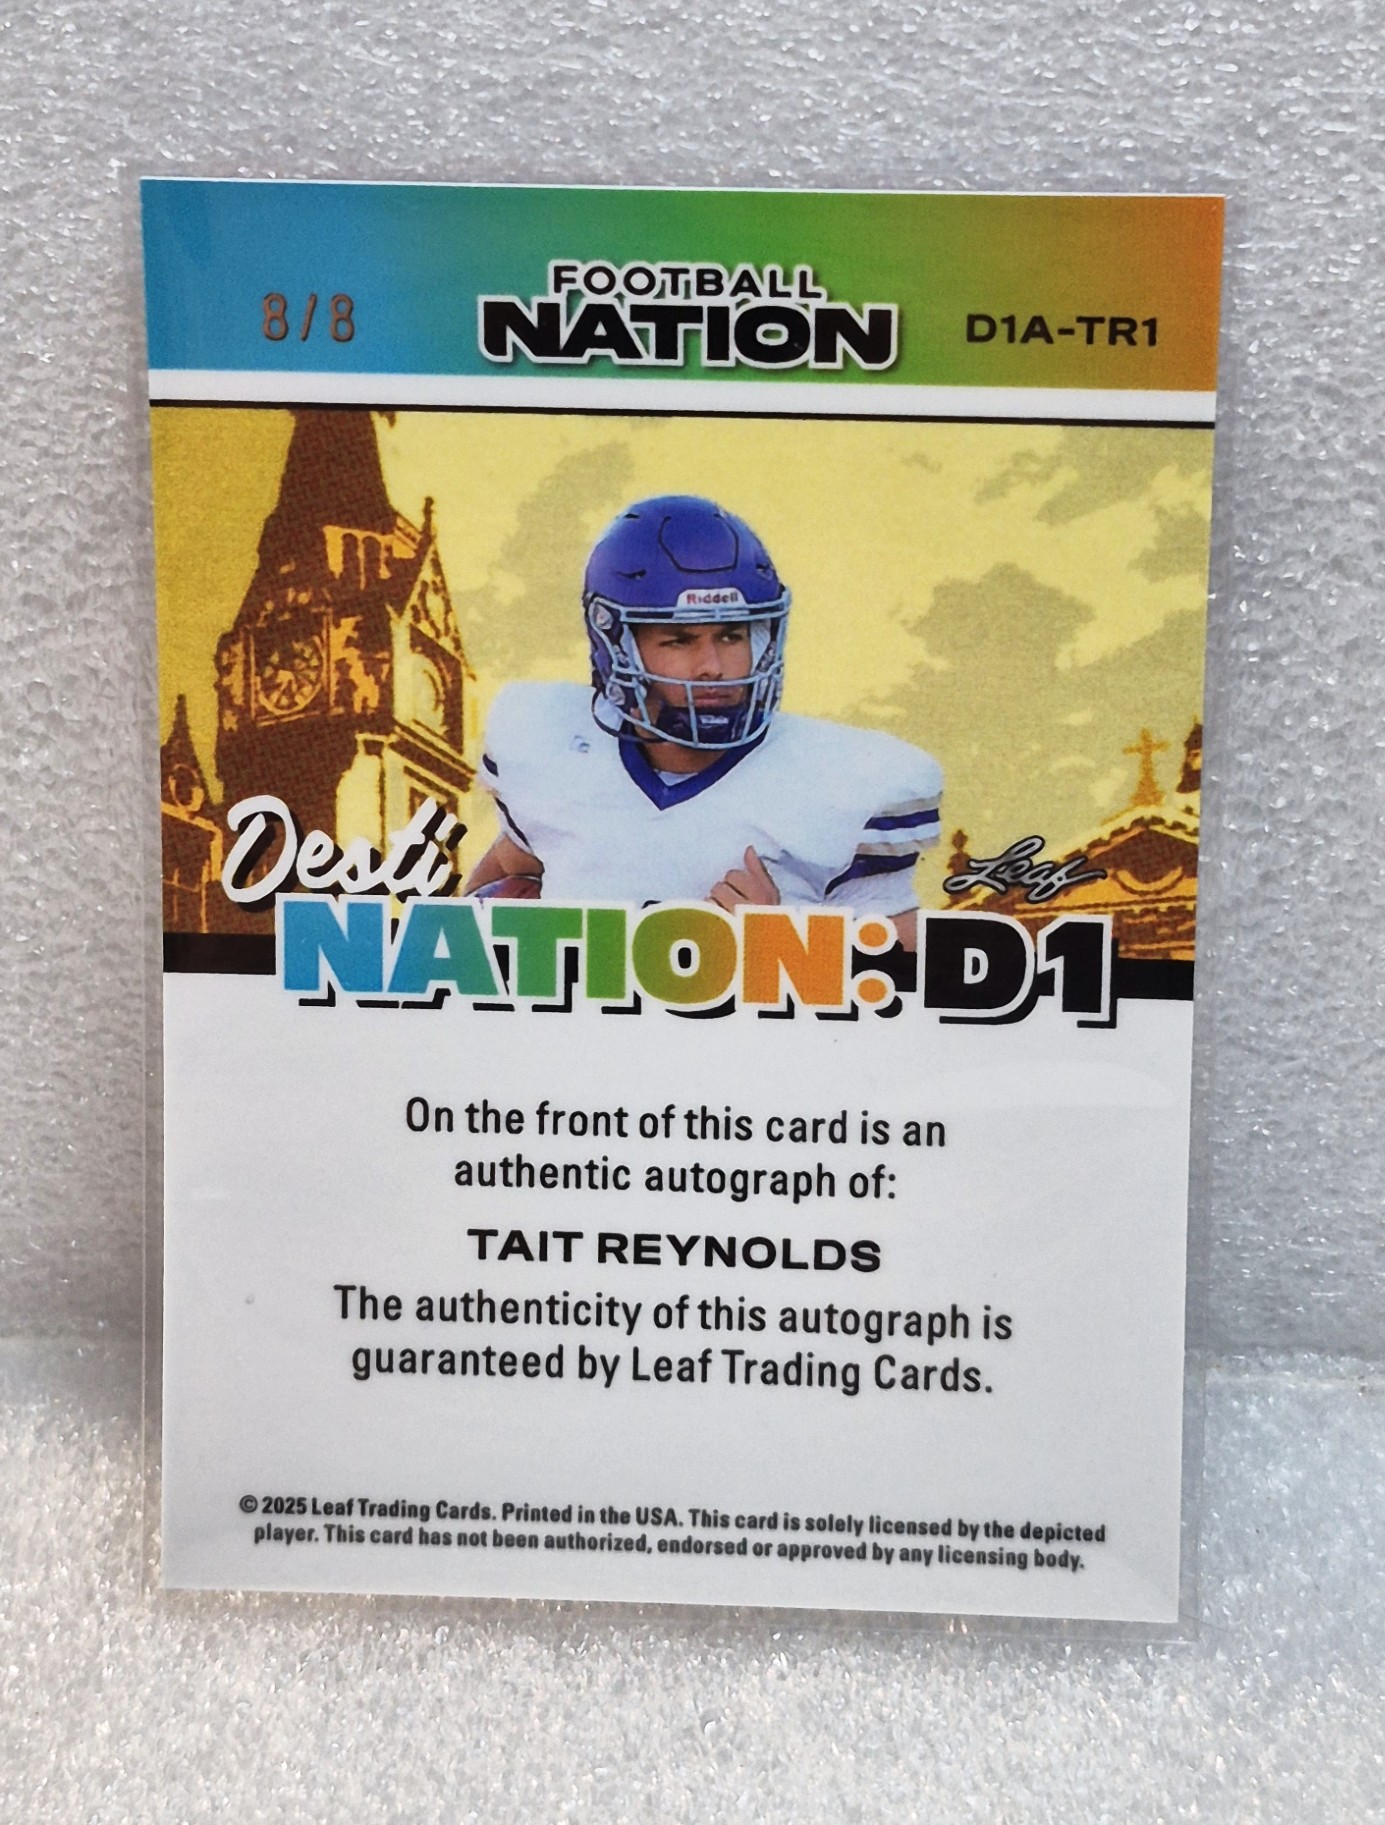 8/8
FOOTBALL
NATION
D1A-TR1
Riddell
Desti
NATION: D1
Leaf
On the front of this card is an
authentic autograph of:
TAIT REYNOLDS
The authenticity of this autograph is
guaranteed by Leaf Trading Cards.
© 2025 Leaf Trading Cards. Printed in the USA. This card is solely licensed by the depicted
player. This card has not been authorized, endorsed or approved by any licensing body.